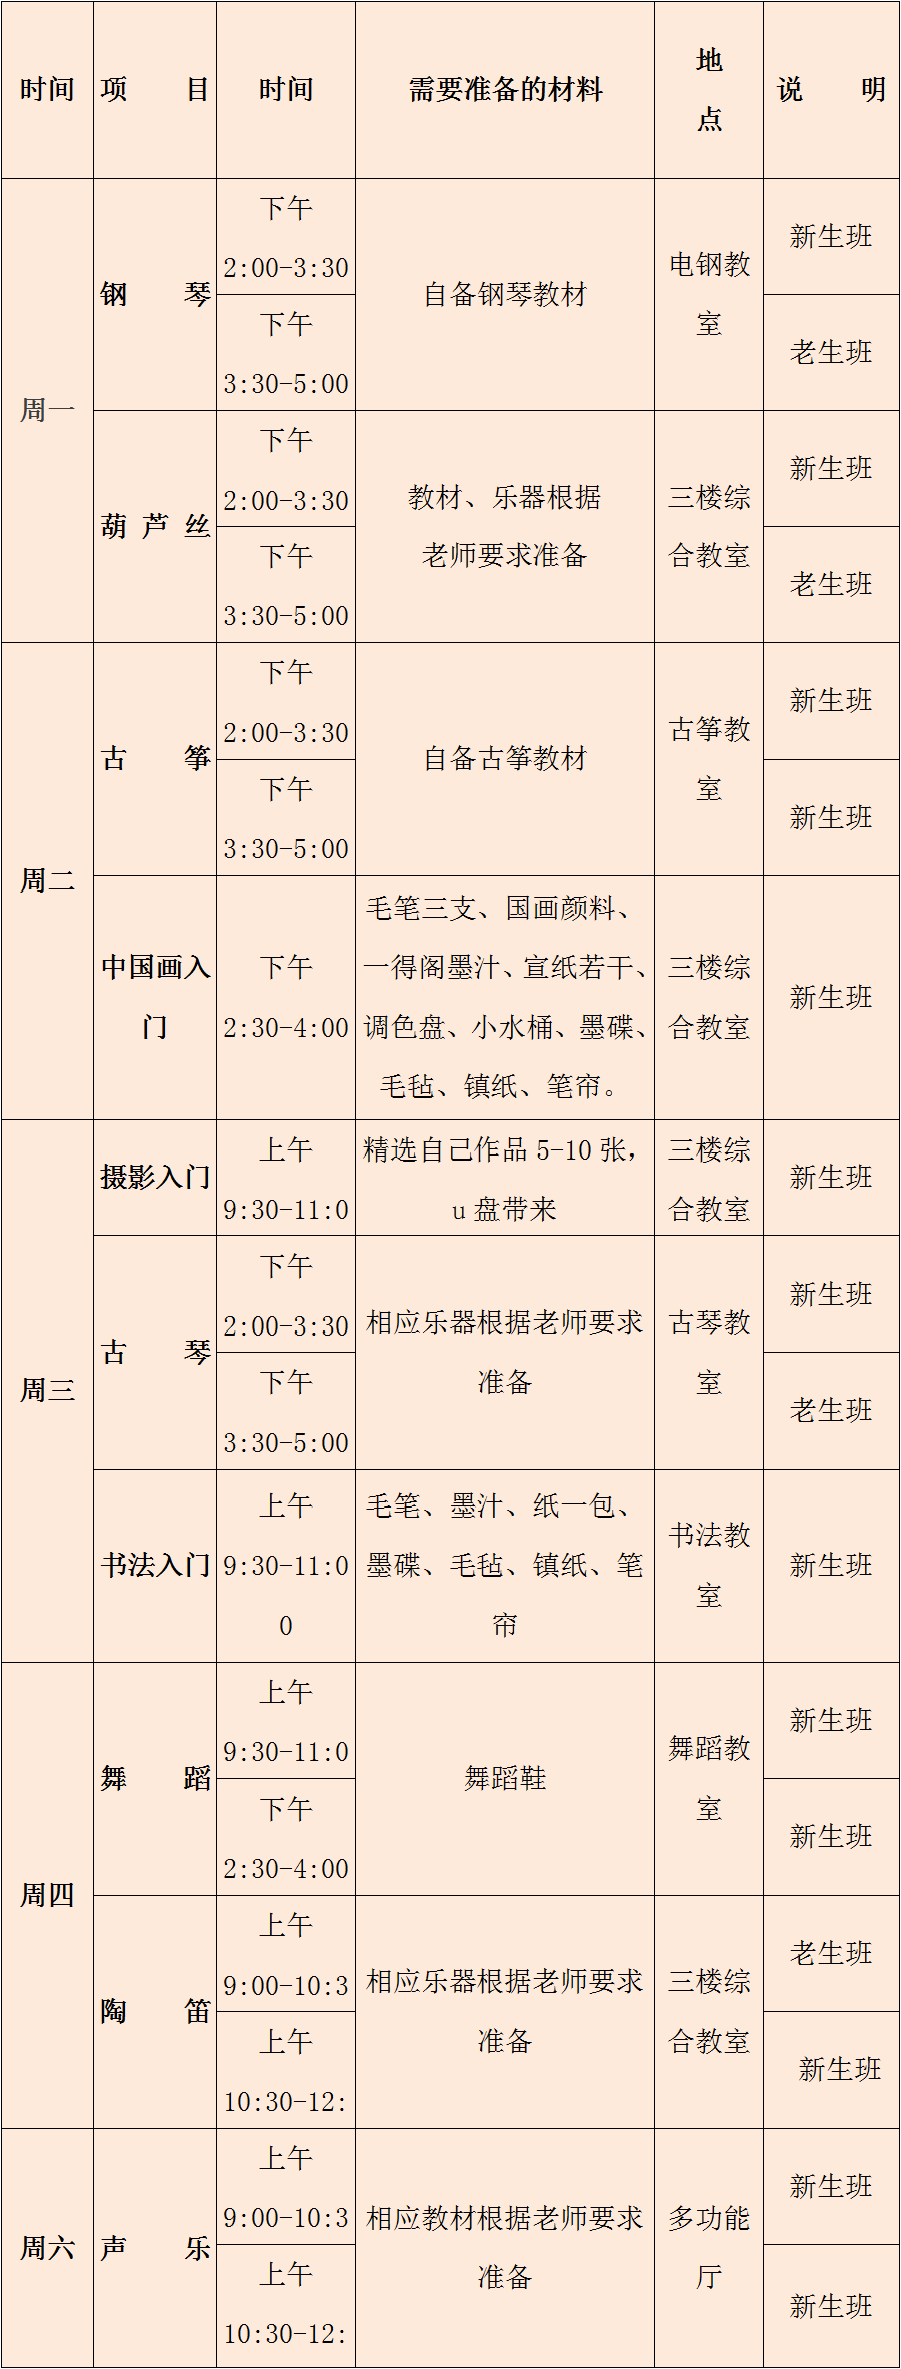 时间 项目 时间 需要准备的材料 地
点 说明
周一
钢琴
下午
2:00-3:30
自备钢琴教材
电钢教
室
新生班
下午
3:30-5:00
老生班
葫芦丝
下午
2:00-3:30
教材、乐器根据
老师要求准备
三楼综
合教室
新生班
下午
3:30-5:00
老生班
周二
古筝
下午
2:00-3:30
自备古筝教材
古筝教
室
新生班
下午
3:30-5:00
新生班
中国画入
门
下午
2:30-4:00
毛笔三支、国画颜料、
一得阁墨汁、宣纸若干、
调色盘、小水桶、墨碟、
毛毡、镇纸、笔帘。
三楼综
合教室
新生班
周三
摄影入门
上午
9:30-11:0
精选自己作品 5-10 张，
u 盘带来
三楼综
合教室
新生班
古琴
下午
2:00-3:30
相应乐器根据老师要求
准备
古琴教
室
新生班
下午
3:30-5:00
老生班
书法入门
上午
9:30-11:0
0
毛笔、墨汁、纸一包、
墨碟、毛毡、镇纸、笔
帘
书法教
室
新生班
周四
舞蹈
上午
9:30-11:0
舞蹈鞋
舞蹈教
室
新生班
下午
2:30-4:00
新生班
陶笛
上午
9:00-10:3
相应乐器根据老师要求
准备
三楼综
合教室
老生班
上午
10:30-12:
新生班
周六
声乐
上午
9:00-10:3
相应教材根据老师要求
准备
多功能
厅
新生班
上午
10:30-12:
新生班